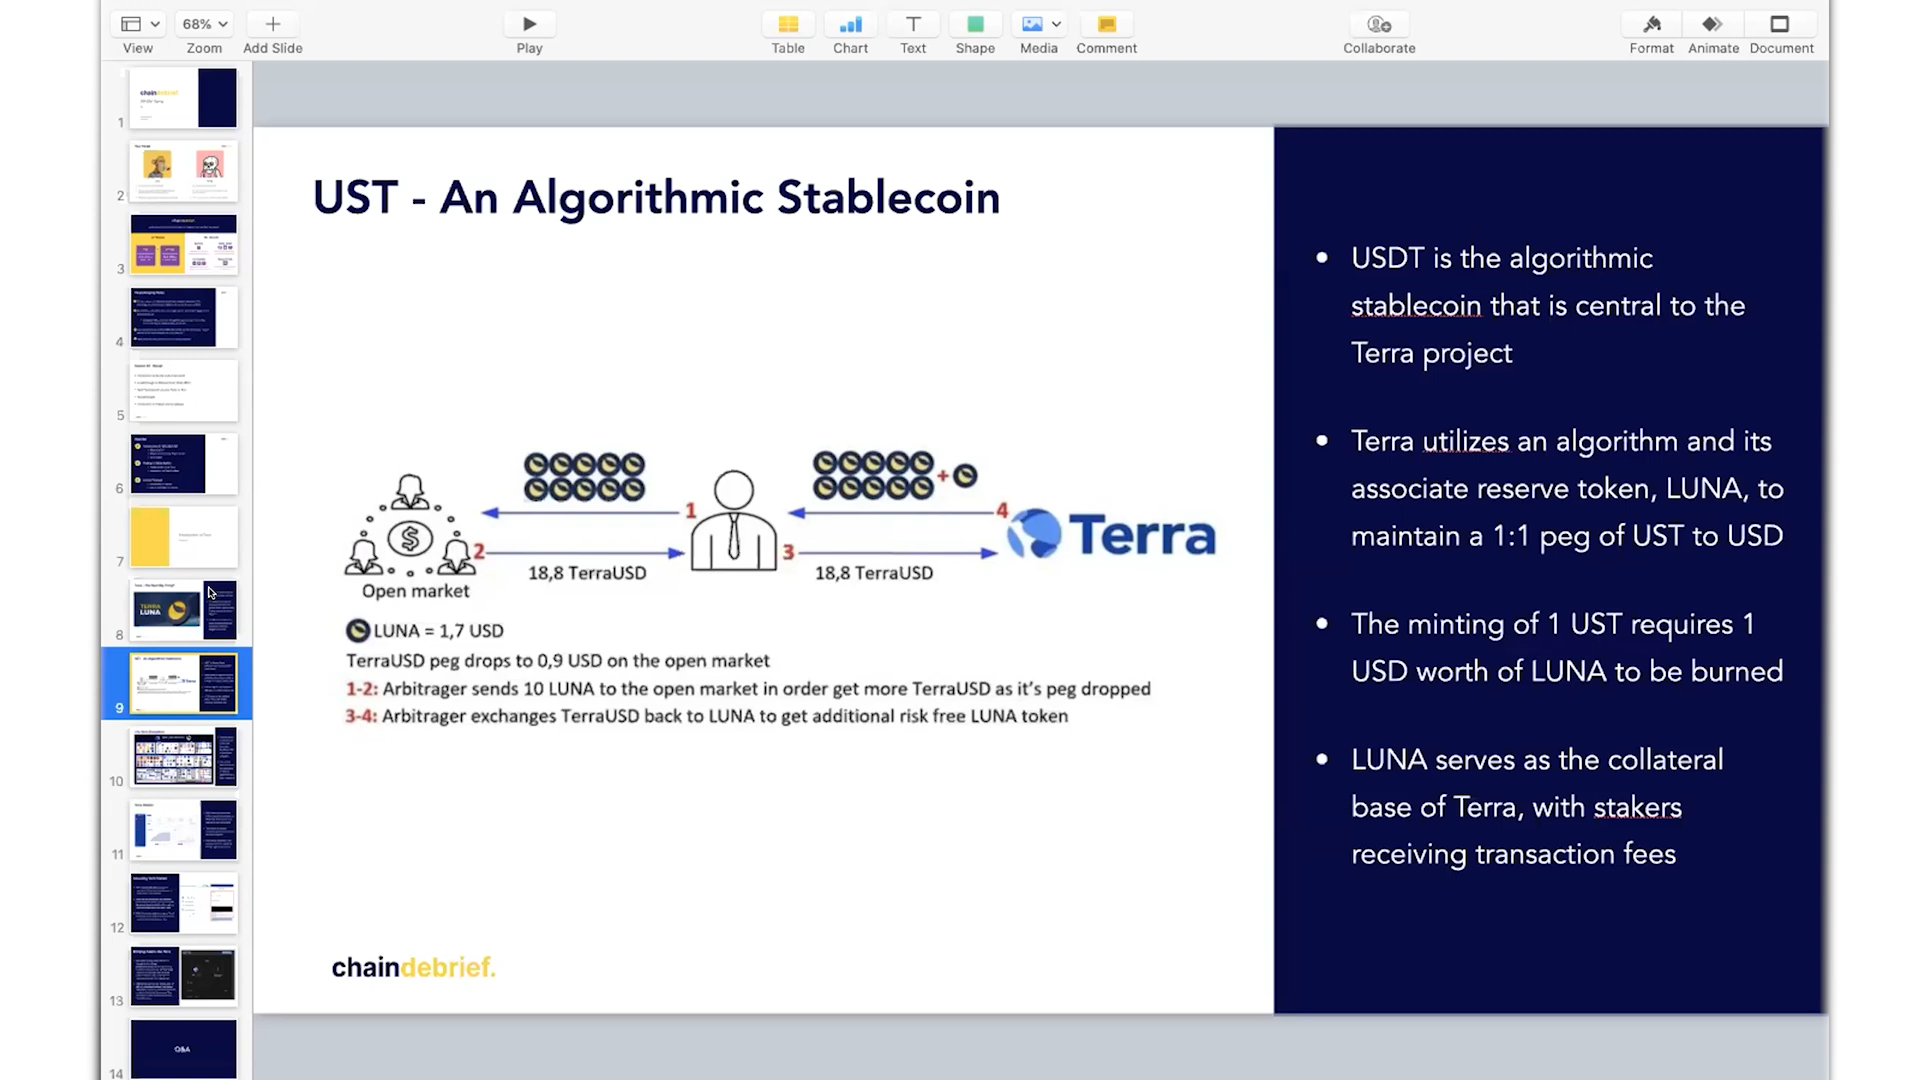 68%
View
Zoom
Add Slide
Play
Table
Chart
Text
Shape
Media
Comment
Collaborate
Format
Animate
Document
1
2
3
4
5
6
7
8
9
10
11
12
13
14
chaindebrief
TERRA
LUNA
Terra
Q&A
UST - An Algorithmic Stablecoin
1
4
2
3
Terra
18,8 TerraUSD
18,8 TerraUSD
Open market
LUNA = 1,7 USD
TerraUSD peg drops to 0,9 USD on the open market
1-2: Arbitrager sends 10 LUNA to the open market in order get more TerraUSD as it's peg dropped
3-4: Arbitrager exchanges TerraUSD back to LUNA to get additional risk free LUNA token
chaindebrief.
• USDT is the algorithmic
stablecoin that is central to the
Terra project
• Terra utilizes an algorithm and its
associate reserve token, LUNA, to
maintain a 1:1 peg of UST to USD
• The minting of 1 UST requires 1
USD worth of LUNA to be burned
• LUNA serves as the collateral
base of Terra, with stakers
receiving transaction fees